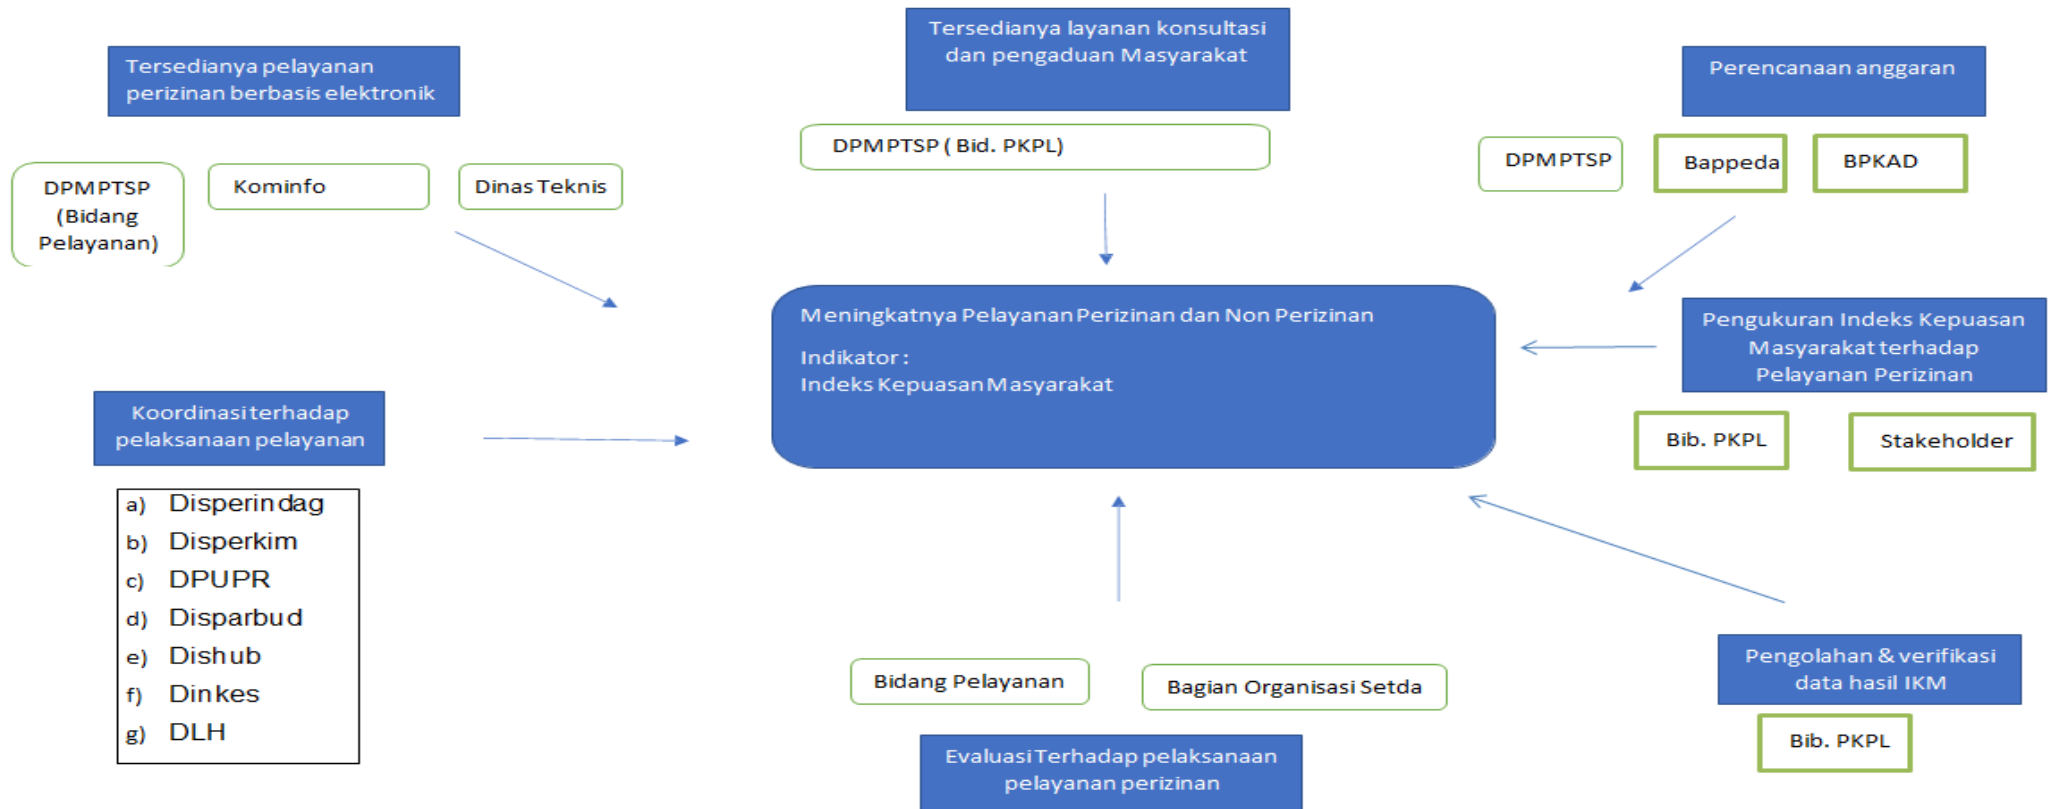 Tersedianya pelayanan
perizinan berbasis elektronik
DPMPTSP
(Bidang
Pelayanan)
Kominfo
Dinas Teknis
Tersedianya layanan konsultasi
dan pengaduan Masyarakat
DPMPTSP ( Bid. PKPL)
Perencanaan anggaran
DPMPTSP
Bappeda
BPKAD
Meningkatnya Pelayanan Perizinan dan Non Perizinan
Indikator :
Indeks Kepuasan Masyarakat
Pengukuran Indeks Kepuasan
Masyarakat terhadap
Pelayanan Perizinan
Bib. PKPL
Stakeholder
Koordinasi terhadap
pelaksanaan pelayanan
a) Disperindag
b) Disperkim
c) DPUPR
d) Disparbud
e) Dishub
f) Dinkes
g) DLH
Bidang Pelayanan
Bagian Organisasi Setda
Evaluasi Terhadap pelaksanaan
pelayanan perizinan
Pengolahan & verifikasi
data hasil IKM
Bib. PKPL